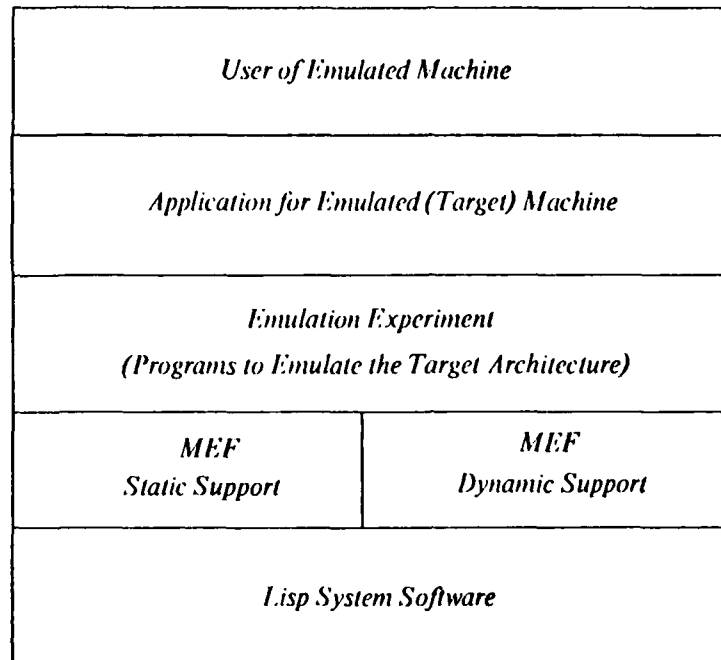 User of Emulated Machine
Application for Emulated (Target) Machine
Emulation Experiment
(Programs to Emulate the Target Architecture)
MEF
Static Support
MEF
Dynamic Support
Lisp System Software